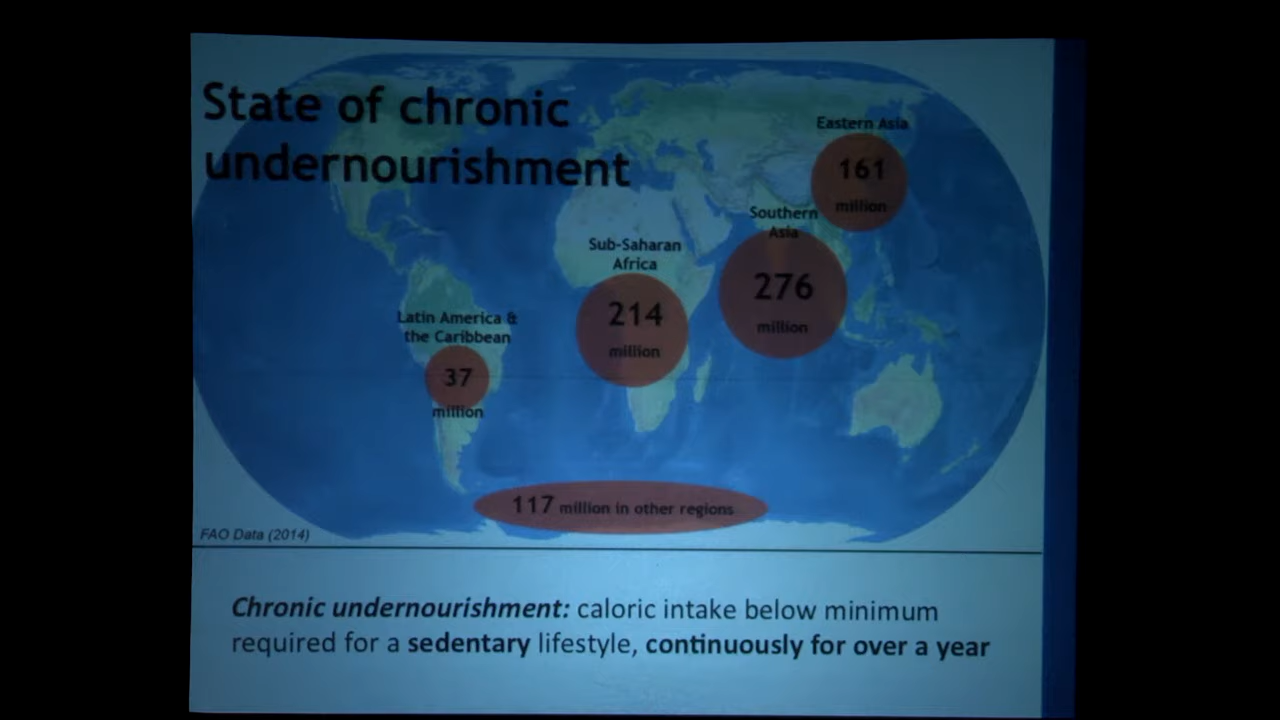 State of chronic
undernourishment
Eastern Asia
161
million
Southern
Asia
276
million
Sub-Saharan
Africa
214
million
Latin America &
the Caribbean
37
million
117 million in other regions
FAO Data (2014)
Chronic undernourishment: caloric intake below minimum
required for a sedentary lifestyle, continuously for over a year